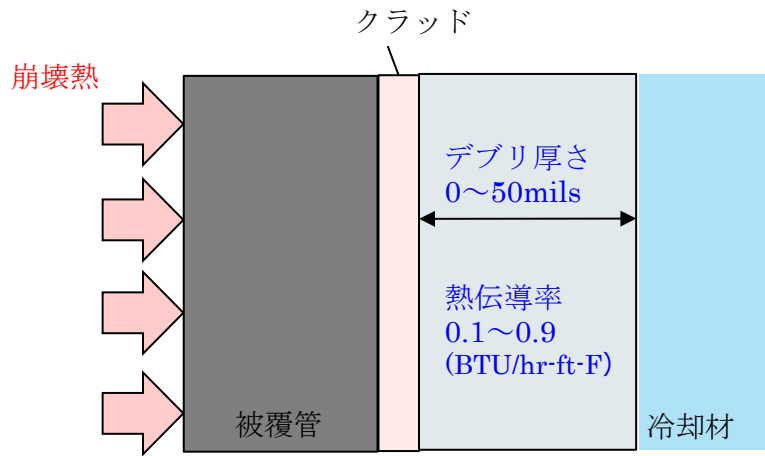 クラッド
崩壊熱
デブリ厚さ
0～50mils
熱伝導率
0.1～0.9
(BTU/hr-ft-F)
被覆管
冷却材